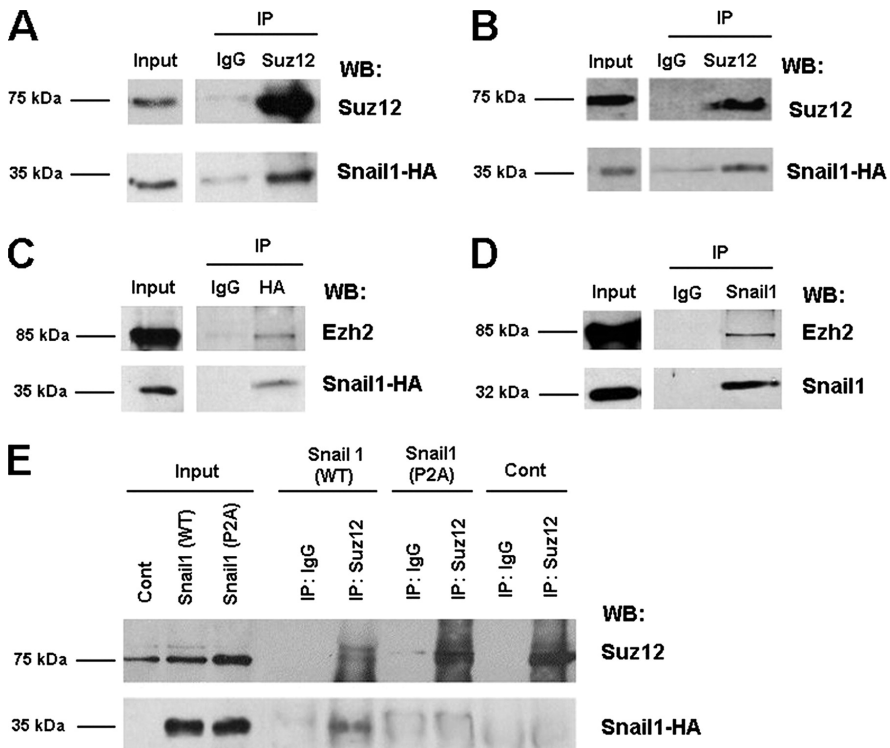 A
IP
Input IgG Suz12 WB:
75 kDa Suz12
35 kDa Snail1-HA
B
IP
Input IgG Suz12 WB:
75 kDa Suz12
35 kDa Snail1-HA
C
IP
Input IgG HA WB:
85 kDa Ezh2
35 kDa Snail1-HA
D
IP
Input IgG Snail1 WB:
85 kDa Ezh2
32 kDa Snail1
E
Input
Snail 1
(WT)
Snail1
(P2A)
Cont
Cont
Snail1 (WT)
Snail1 (P2A)
IP: IgG
IP: Suz12
IP: IgG
IP: Suz12
IP: IgG
IP: Suz12
WB:
75 kDa Suz12
35 kDa Snail1-HA